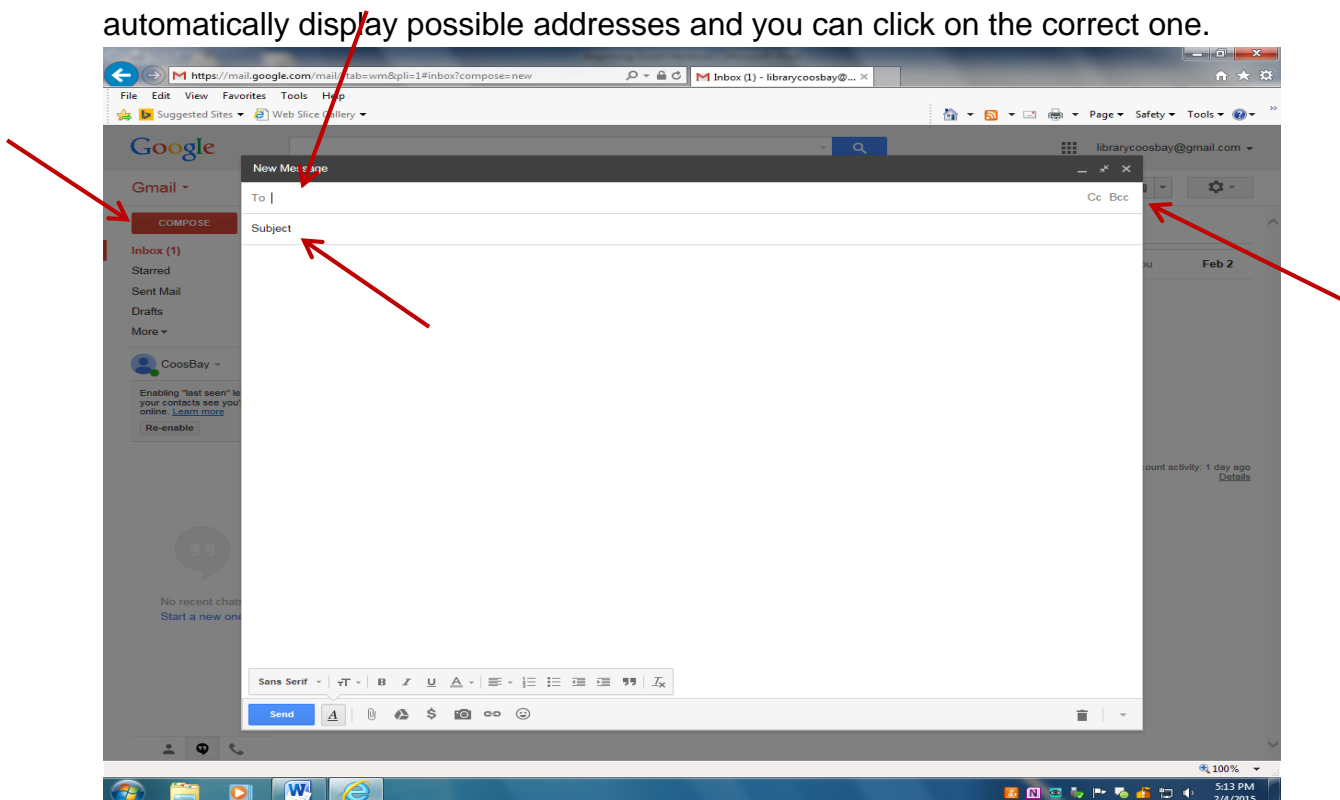 automatically display possible addresses and you can click on the correct one.
https://mail.google.com/mail/?tab=wm&pli=1#inbox?compose=new
Inbox (1) - librarycoosbay@...
File Edit View Favorites Tools Help
Suggested Sites Web Slice Gallery
Page Safety Tools
Google
librarycoosbay@gmail.com
New Message
Gmail
To
Cc Bcc
COMPOSE
Subject
Inbox (1)
Starred
Feb 2
Sent Mail
Drafts
More
CoosBay
Enabling "last seen" le
your contacts see you'
online. Learn more
Re-enable
ount activity: 1 day ago
Details
No recent chats
Start a new one
Sans Serif
Send
100%
5:13 PM
2/4/2015